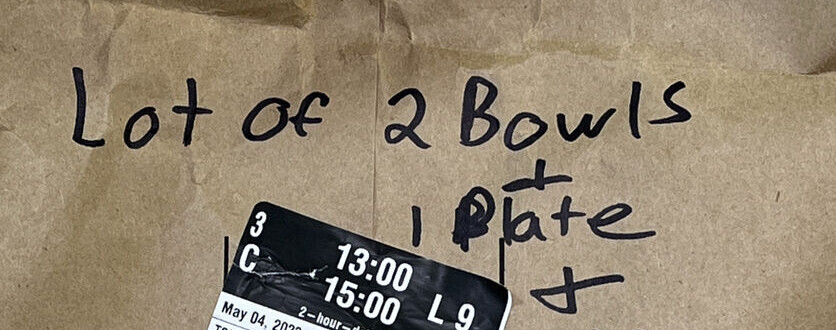 Lot of 2 Bowls
+
1 Plate
+
3
C
13:00
15:00
L 9
May 04,